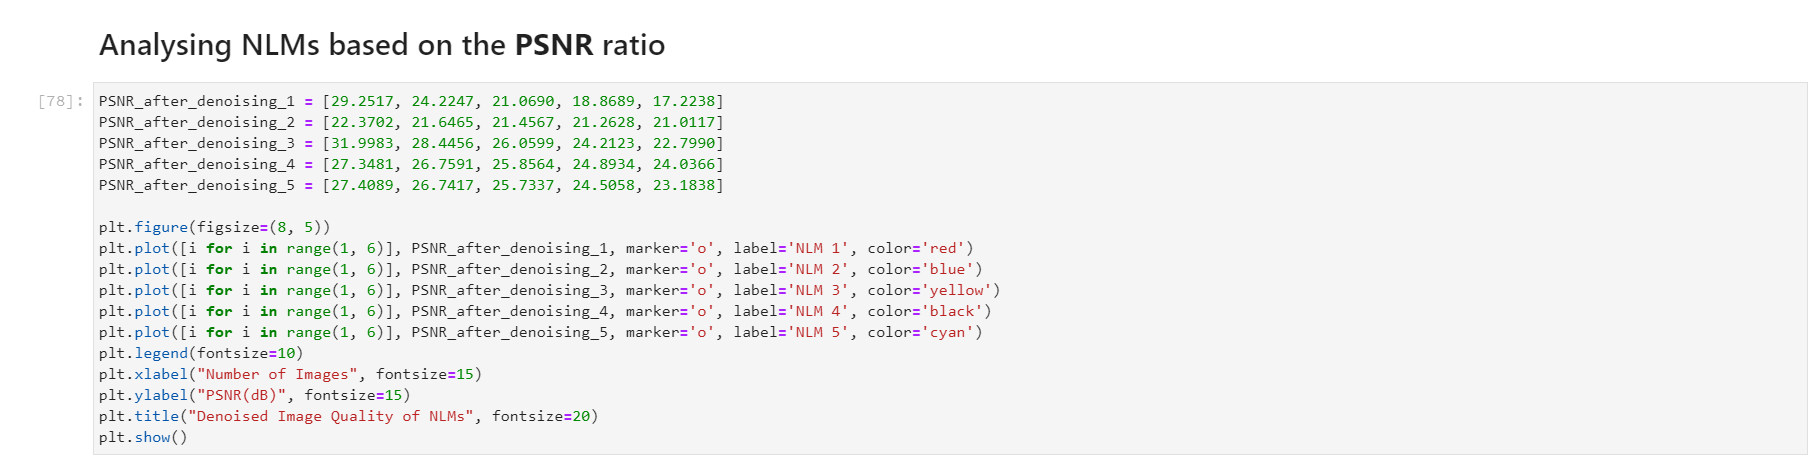 Analysing NLMs based on the PSNR ratio
[78]:
PSNR_after_denoising_1 = [29.2517, 24.2247, 21.0690, 18.8689, 17.2238]
PSNR_after_denoising_2 = [22.3702, 21.6465, 21.4567, 21.2628, 21.0117]
PSNR_after_denoising_3 = [31.9983, 28.4456, 26.0599, 24.2123, 22.7990]
PSNR_after_denoising_4 = [27.3481, 26.7591, 25.8564, 24.8934, 24.0366]
PSNR_after_denoising_5 = [27.4089, 26.7417, 25.7337, 24.5058, 23.1838]
plt.figure(figsize=(8, 5))
plt.plot([i for i in range(1, 6)], PSNR_after_denoising_1, marker='o', label='NLM 1', color='red')
plt.plot([i for i in range(1, 6)], PSNR_after_denoising_2, marker='o', label='NLM 2', color='blue')
plt.plot([i for i in range(1, 6)], PSNR_after_denoising_3, marker='o', label='NLM 3', color='yellow')
plt.plot([i for i in range(1, 6)], PSNR_after_denoising_4, marker='o', label='NLM 4', color='black')
plt.plot([i for i in range(1, 6)], PSNR_after_denoising_5, marker='o', label='NLM 5', color='cyan')
plt.legend(fontsize=10)
plt.xlabel("Number of Images", fontsize=15)
plt.ylabel("PSNR(dB)", fontsize=15)
plt.title("Denoised Image Quality of NLMs", fontsize=20)
plt.show()